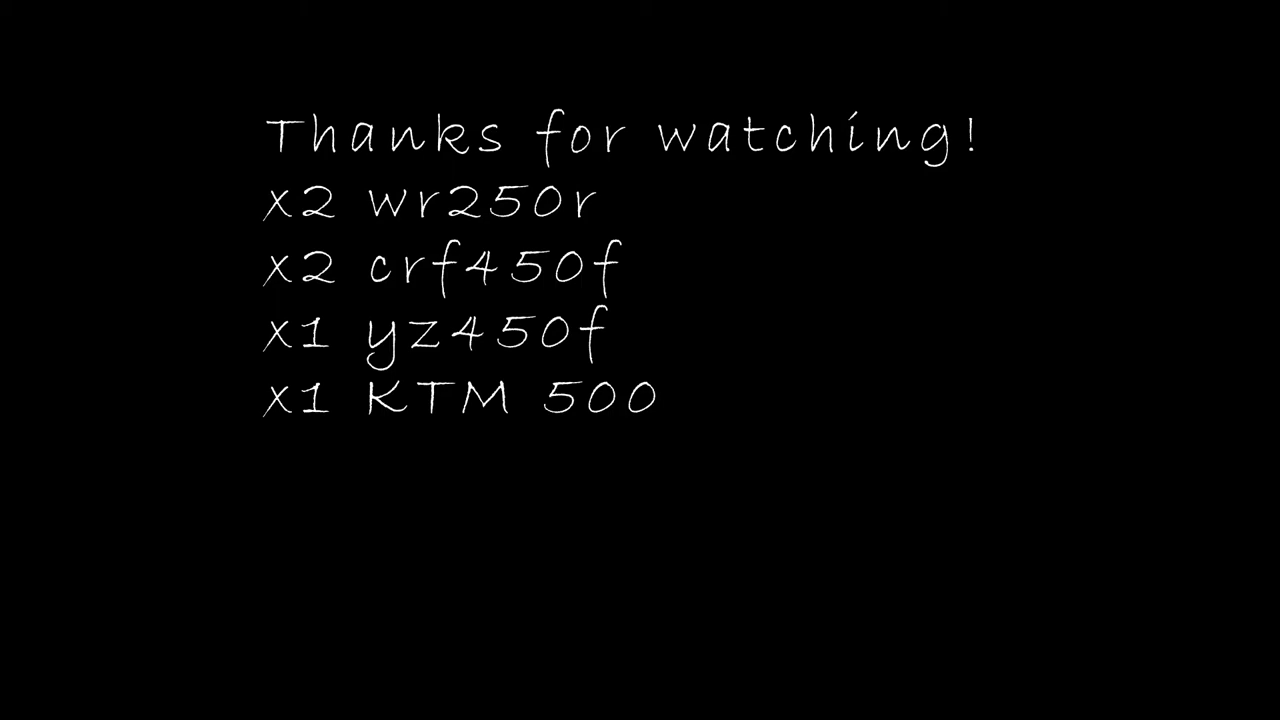 Thanks for watching!
x2 wr250r
x2 crf450f
x1 yz450f
x1 KTM 500